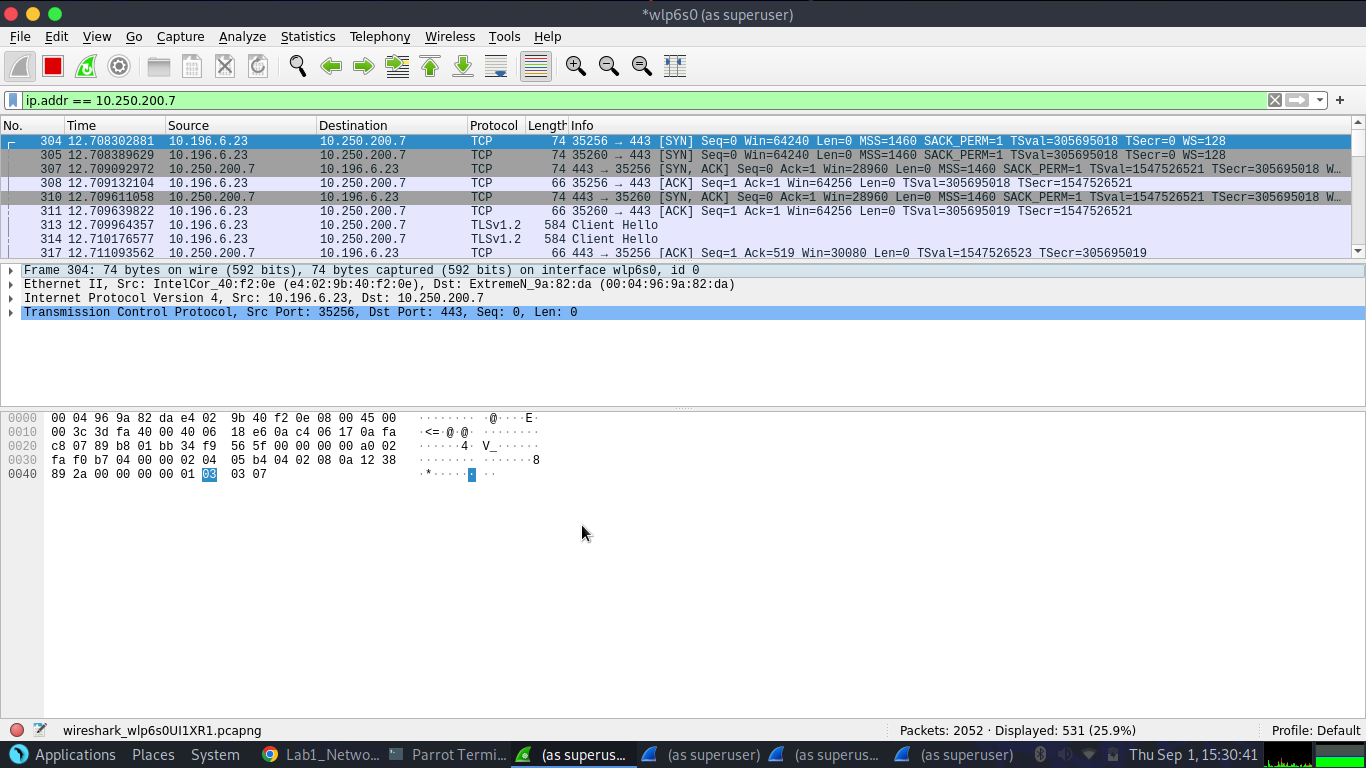 *wlp6s0 (as superuser)
File Edit View Go Capture Analyze Statistics Telephony Wireless Tools Help
ip.addr == 10.250.200.7
No. Time Source Destination Protocol Length Info
304 12.708302881 10.196.6.23 10.250.200.7 TCP 74 35256 → 443 [SYN] Seq=0 Win=64240 Len=0 MSS=1460 SACK_PERM=1 TSval=305695018 TSecr=0 WS=128
305 12.708389629 10.196.6.23 10.250.200.7 TCP 74 35260 → 443 [SYN] Seq=0 Win=64240 Len=0 MSS=1460 SACK_PERM=1 TSval=305695018 TSecr=0 WS=128
307 12.709092972 10.250.200.7 10.196.6.23 TCP 74 443 → 35256 [SYN, ACK] Seq=0 Ack=1 Win=28960 Len=0 MSS=1460 SACK_PERM=1 TSval=1547526521 TSecr=305695018 W…
308 12.709132104 10.196.6.23 10.250.200.7 TCP 66 35256 → 443 [ACK] Seq=1 Ack=1 Win=64256 Len=0 TSval=305695018 TSecr=1547526521
310 12.709611058 10.250.200.7 10.196.6.23 TCP 74 443 → 35260 [SYN, ACK] Seq=0 Ack=1 Win=28960 Len=0 MSS=1460 SACK_PERM=1 TSval=1547526521 TSecr=305695018 W…
311 12.709639822 10.196.6.23 10.250.200.7 TCP 66 35260 → 443 [ACK] Seq=1 Ack=1 Win=64256 Len=0 TSval=305695019 TSecr=1547526521
313 12.709964357 10.196.6.23 10.250.200.7 TLSv1.2 584 Client Hello
314 12.710176577 10.196.6.23 10.250.200.7 TLSv1.2 584 Client Hello
317 12.711093562 10.250.200.7 10.196.6.23 TCP 66 443 → 35256 [ACK] Seq=1 Ack=519 Win=30080 Len=0 TSval=1547526523 TSecr=305695019
Frame 304: 74 bytes on wire (592 bits), 74 bytes captured (592 bits) on interface wlp6s0, id 0
Ethernet II, Src: IntelCor_40:f2:0e (e4:02:9b:40:f2:0e), Dst: ExtremeN_9a:82:da (00:04:96:9a:82:da)
Internet Protocol Version 4, Src: 10.196.6.23, Dst: 10.250.200.7
Transmission Control Protocol, Src Port: 35256, Dst Port: 443, Seq: 0, Len: 0
0000 00 04 96 9a 82 da e4 02 9b 40 f2 0e 08 00 45 00 ········ ·@····E·
0010 00 3c 3d fa 40 00 40 06 18 e6 0a c4 06 17 0a fa ·<=·@·@· ········
0020 c8 07 89 b8 01 bb 34 f9 56 5f 00 00 00 00 a0 02 ······4· V_······
0030 fa f0 b7 04 00 00 02 04 05 b4 04 02 08 0a 12 38 ········ ·······8
0040 89 2a 00 00 00 00 01 03 03 07 ·*······ ··
wireshark_wlp6s0UI1XR1.pcapng Packets: 2052 · Displayed: 531 (25.9%) Profile: Default
Applications Places System Lab1_Netwo... Parrot Termi... (as superus... (as superuser) (as superus... (as superuser) Thu Sep 1, 15:30:41